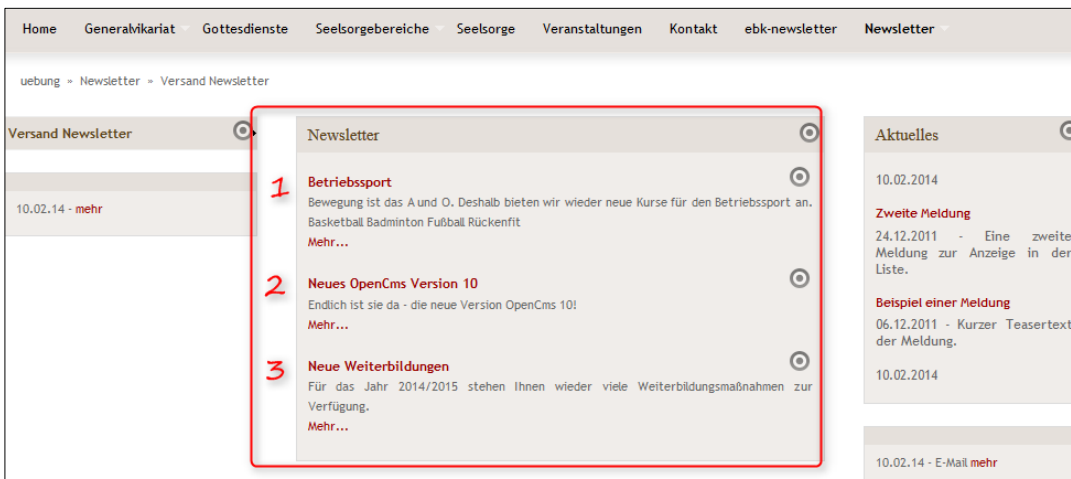 Home Generalvikariat Gottesdienste Seelsorgebereiche Seelsorge Veranstaltungen Kontakt ebk-newsletter Newsletter
uebung » Newsletter » Versand Newsletter
Versand Newsletter
10.02.14 - mehr
Newsletter
1 Betriebssport
Bewegung ist das A und O. Deshalb bieten wir wieder neue Kurse für den Betriebssport an.
Basketball Badminton Fußball Rückenfit
Mehr...
2 Neues OpenCms Version 10
Endlich ist sie da - die neue Version OpenCms 10!
Mehr...
3 Neue Weiterbildungen
Für das Jahr 2014/2015 stehen Ihnen wieder viele Weiterbildungsmaßnahmen zur
Verfügung.
Mehr...
Aktuelles
10.02.2014
Zweite Meldung
24.12.2011 - Eine zweite
Meldung zur Anzeige in der
Liste.
Beispiel einer Meldung
06.12.2011 - Kurzer Teasertext
der Meldung.
10.02.2014
10.02.14 - E-Mail mehr